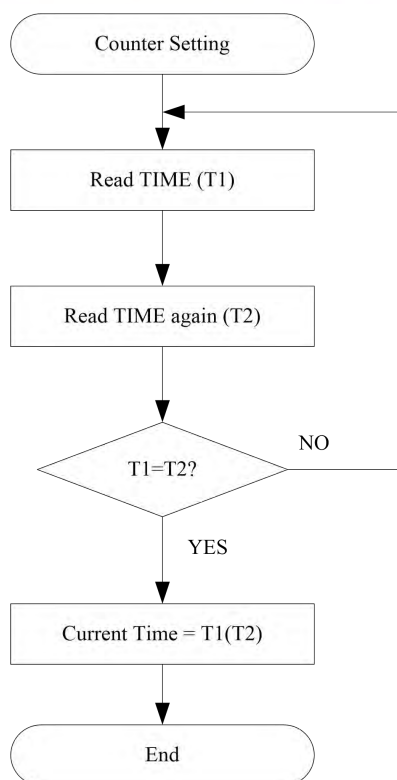 Counter Setting
Read TIME (T1)
Read TIME again (T2)
T1=T2?
NO
YES
Current Time = T1(T2)
End